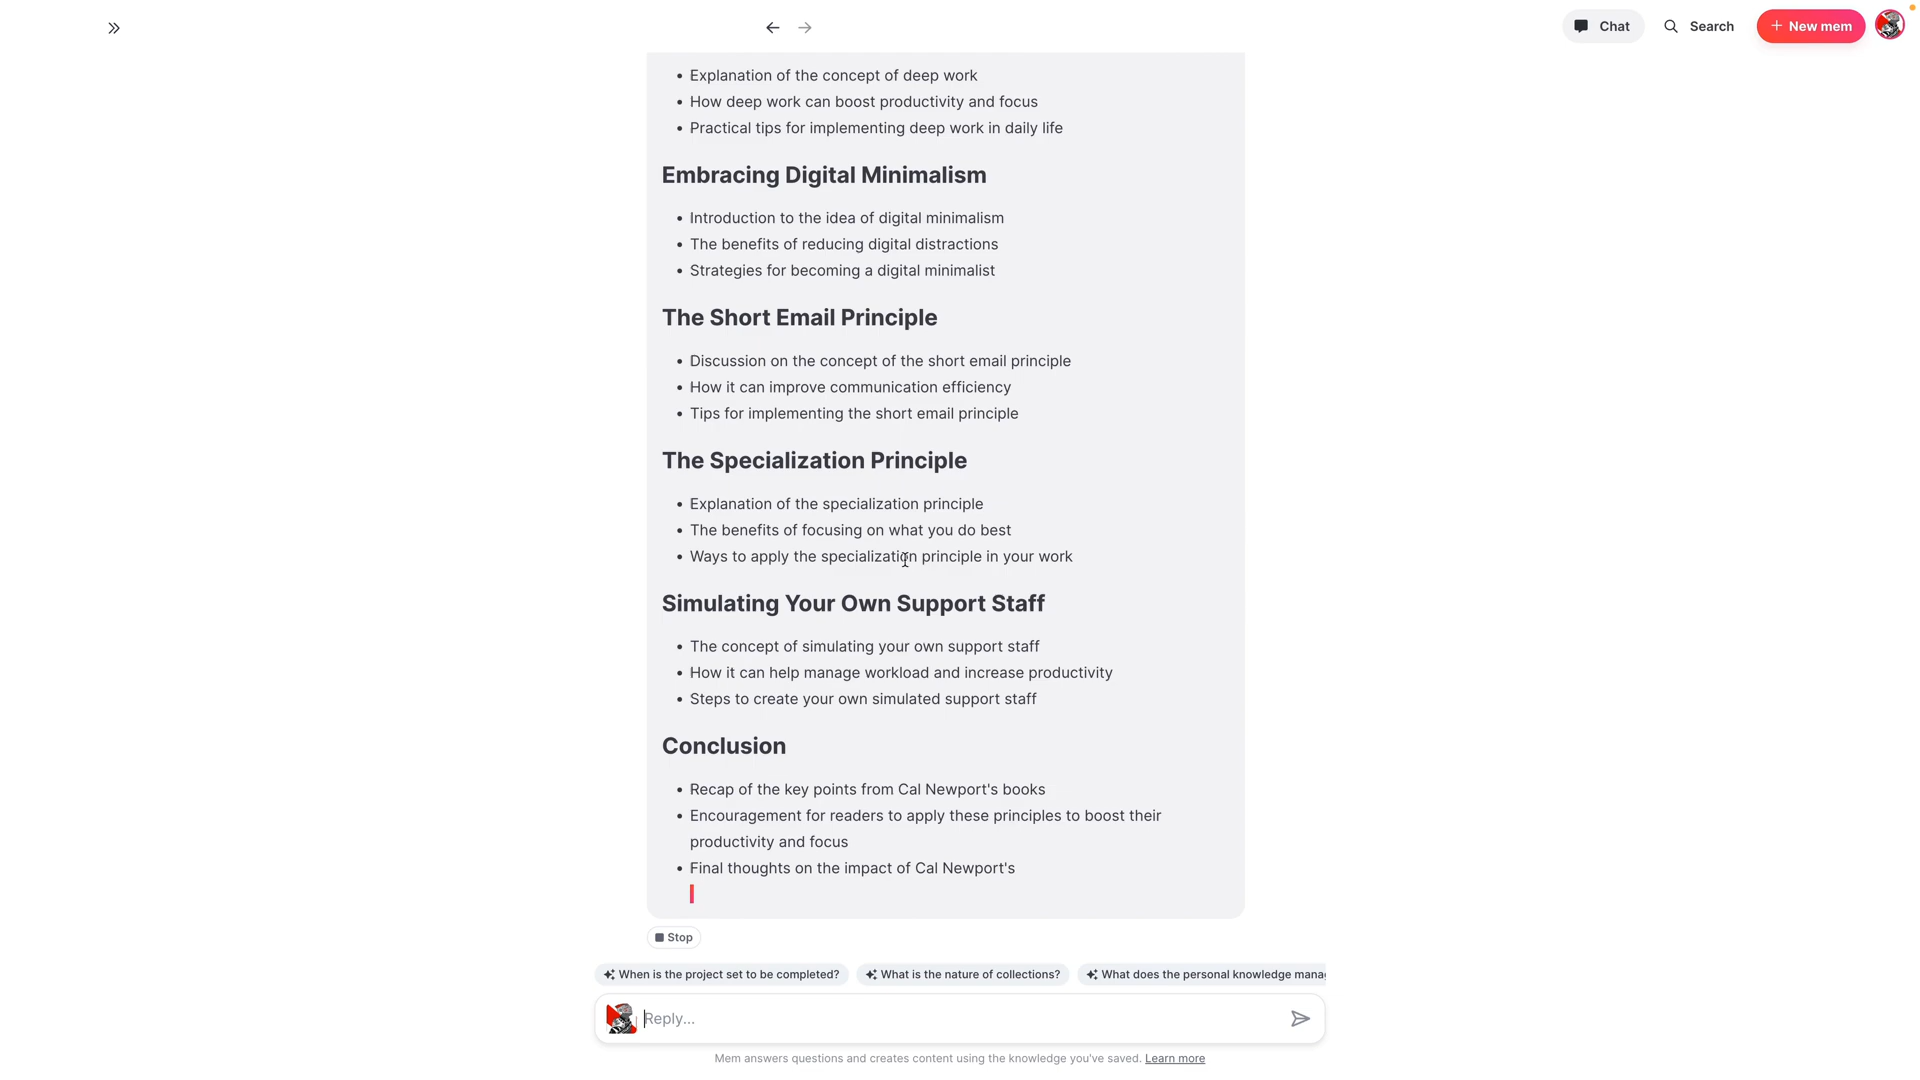 Chat
Search
New mem
Explanation of the concept of deep work
How deep work can boost productivity and focus
Practical tips for implementing deep work in daily life
Embracing Digital Minimalism
Introduction to the idea of digital minimalism
The benefits of reducing digital distractions
Strategies for becoming a digital minimalist
The Short Email Principle
Discussion on the concept of the short email principle
How it can improve communication efficiency
Tips for implementing the short email principle
The Specialization Principle
Explanation of the specialization principle
The benefits of focusing on what you do best
Ways to apply the specialization principle in your work
Simulating Your Own Support Staff
The concept of simulating your own support staff
How it can help manage workload and increase productivity
Steps to create your own simulated support staff
Conclusion
Recap of the key points from Cal Newport's books
Encouragement for readers to apply these principles to boost their
productivity and focus
Final thoughts on the impact of Cal Newport's
Stop
When is the project set to be completed?
What is the nature of collections?
What does the personal knowledge mana
Reply...
Mem answers questions and creates content using the knowledge you've saved. Learn more